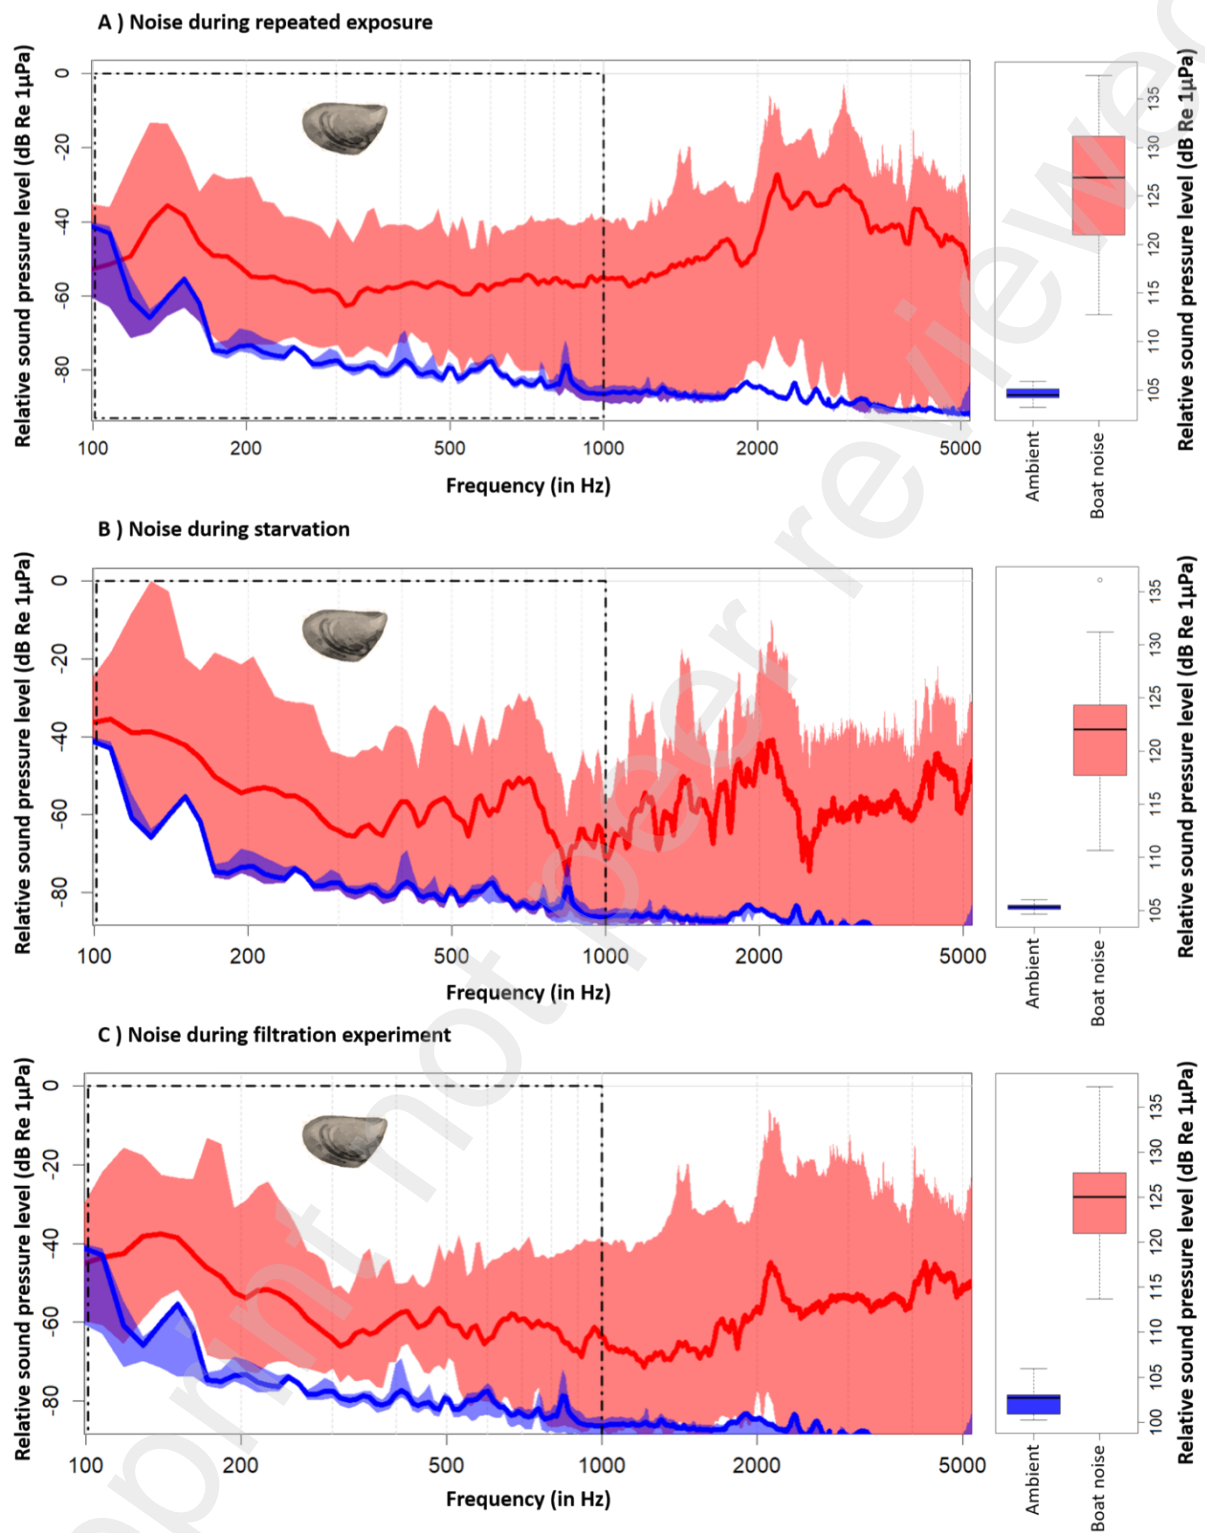 A ) Noise during repeated exposure
Relative sound pressure level (dB Re 1µPa)
0
-20
-40
-60
-80
100
200
500
1000
2000
5000
Frequency (in Hz)
135
130
125
120
115
110
105
Relative sound pressure level (dB Re 1µPa)
Ambient
Boat noise
B ) Noise during starvation
Relative sound pressure level (dB Re 1µPa)
0
-20
-40
-60
-80
100
200
500
1000
2000
5000
Frequency (in Hz)
135
130
125
120
115
110
105
Relative sound pressure level (dB Re 1µPa)
Ambient
Boat noise
C ) Noise during filtration experiment
Relative sound pressure level (dB Re 1µPa)
0
-20
-40
-60
-80
100
200
500
1000
2000
5000
Frequency (in Hz)
135
130
125
120
115
110
105
100
Relative sound pressure level (dB Re 1µPa)
Ambient
Boat noise
not peer reviewed